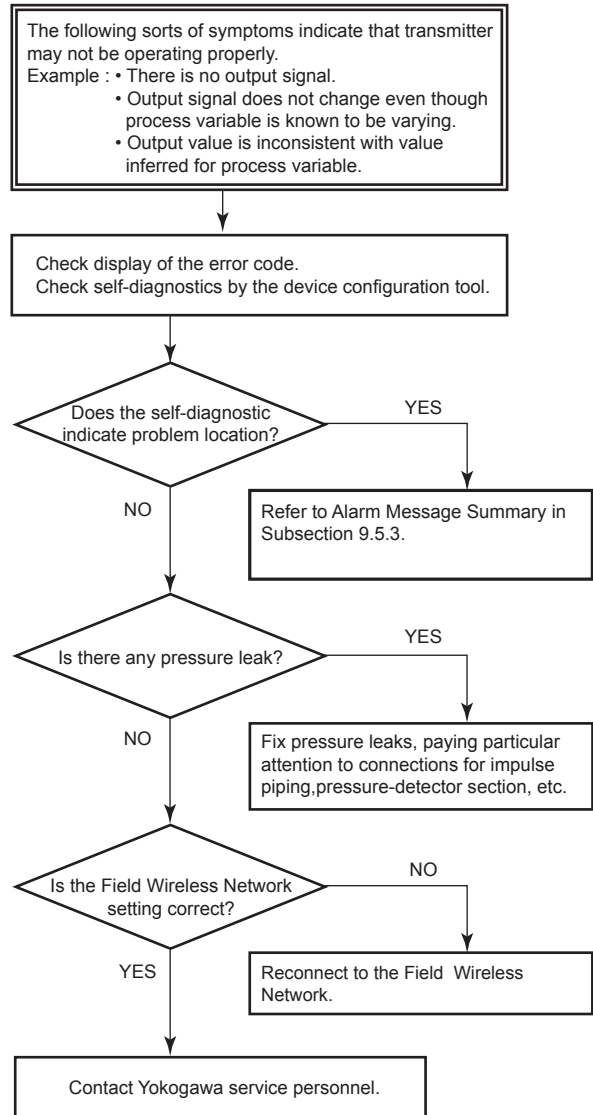 The following sorts of symptoms indicate that transmitter
may not be operating properly.
Example : • There is no output signal.
• Output signal does not change even though
process variable is known to be varying.
• Output value is inconsistent with value
inferred for process variable.
Check display of the error code.
Check self-diagnostics by the device configuration tool.
Does the self-diagnostic
indicate problem location?
YES
NO
Refer to Alarm Message Summary in
Subsection 9.5.3.
Is there any pressure leak?
YES
NO
Fix pressure leaks, paying particular
attention to connections for impulse
piping,pressure-detector section, etc.
Is the Field Wireless Network
setting correct?
NO
YES
Reconnect to the Field Wireless
Network.
Contact Yokogawa service personnel.